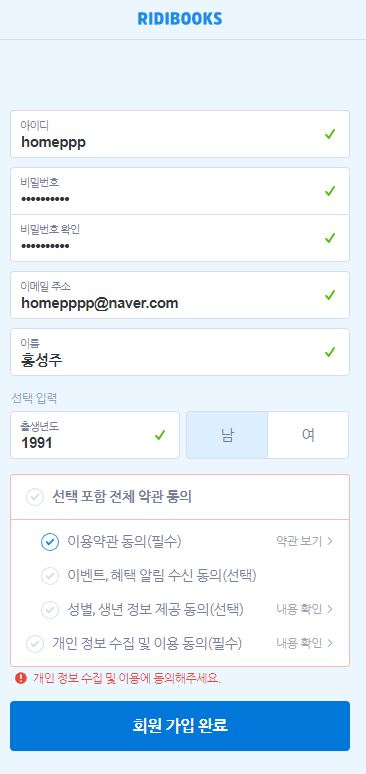 RIDIBOOKS
아이디
homeppp
비밀번호
••••••••••
비밀번호 확인
••••••••••
이메일 주소
homepppp@naver.com
이름
홍성주
선택 입력
출생년도
1991
남 여
선택 포함 전체 약관 동의
이용약관 동의(필수) 약관 보기 >
이벤트, 혜택 알림 수신 동의(선택)
성별, 생년 정보 제공 동의(선택) 내용 확인 >
개인 정보 수집 및 이용 동의(필수) 내용 확인 >
개인 정보 수집 및 이용에 동의해주세요.
회원 가입 완료